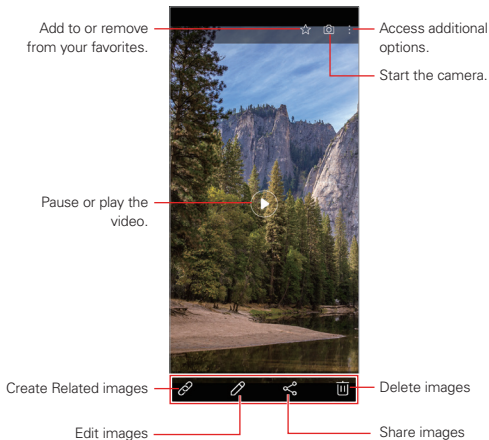 Add to or remove
from your favorites.
Access additional
options.
Start the camera.
Pause or play the
video.
Create Related images
Delete images
Edit images
Share images